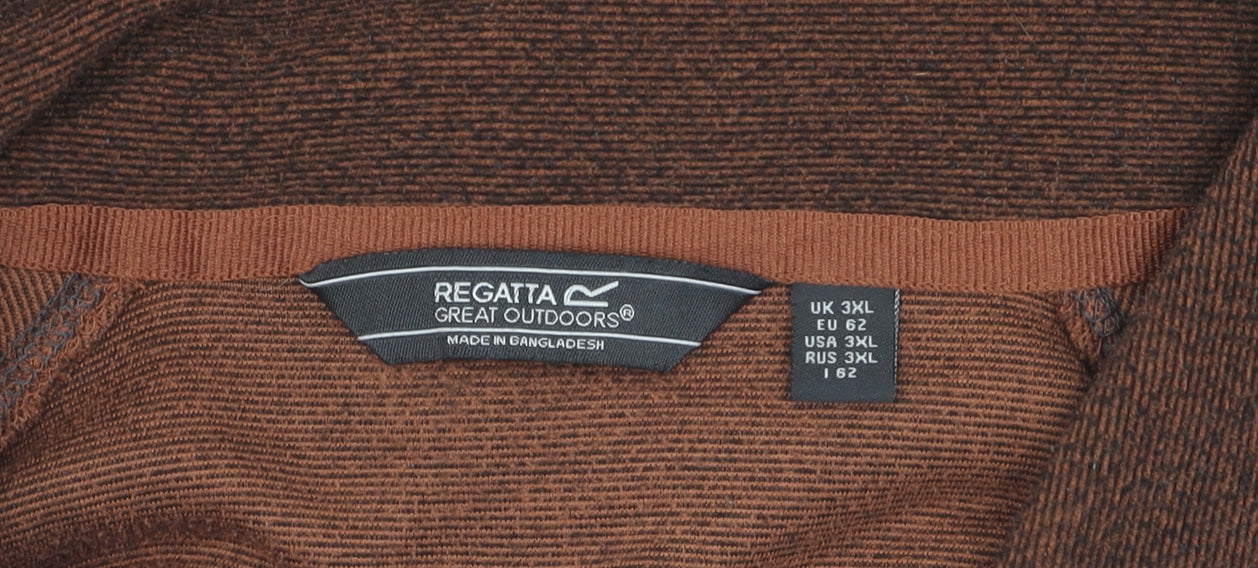 REGATTA
GREAT OUTDOORS®
MADE IN BANGLADESH
UK 3XL
EU 62
USA 3XL
RUS 3XL
I 62